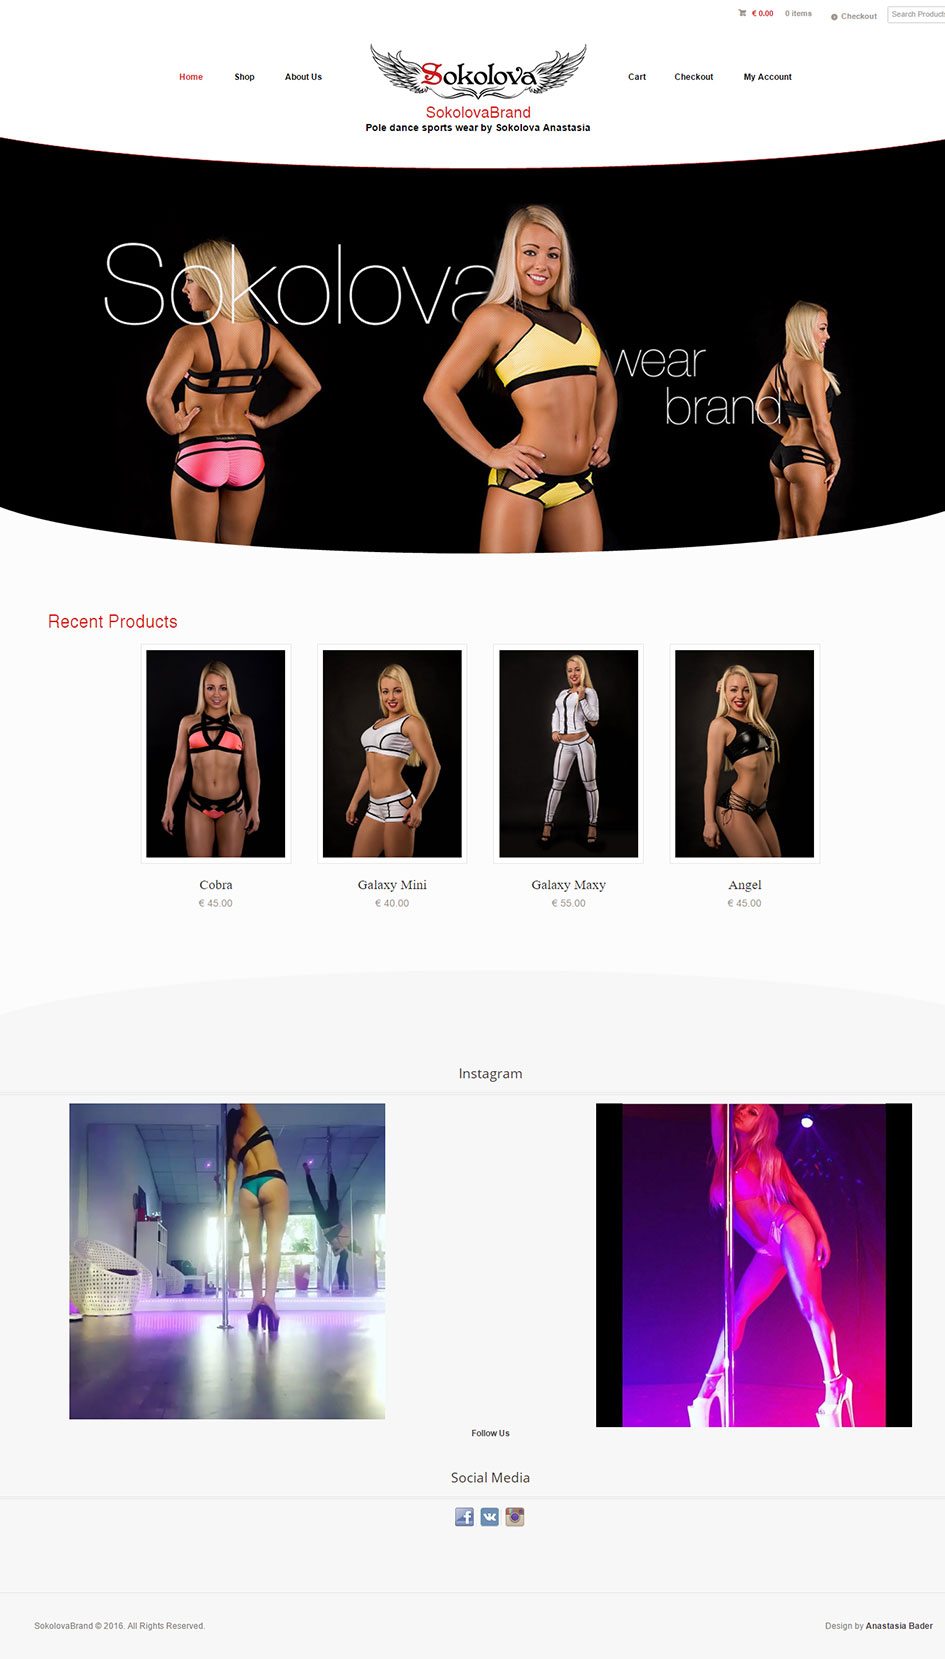 € 0.00 0 items Checkout Search Products
Home Shop About Us Sokolova Cart Checkout My Account
SokolovaBrand
Pole dance sports wear by Sokolova Anastasia
Sokolova
wear
brand
Recent Products
Cobra Galaxy Mini Galaxy Maxy Angel
€ 45.00 € 40.00 € 55.00 € 45.00
Instagram
Follow Us
Social Media
SokolovaBrand © 2016. All Rights Reserved. Design by Anastasia Bader